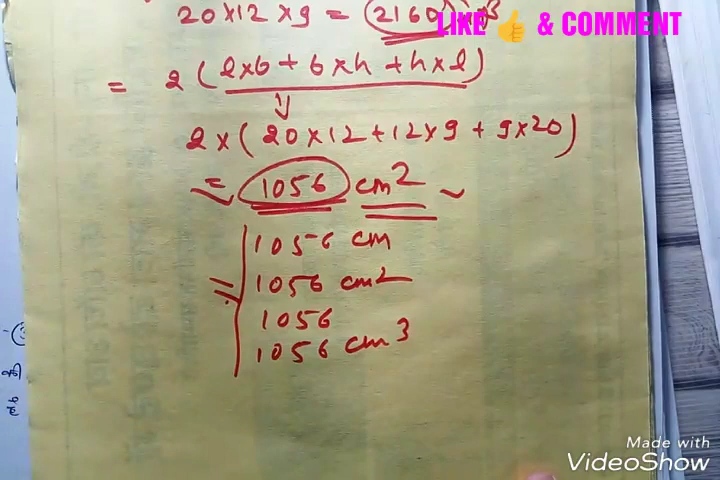 20×12×9 = 2160
LIKE 👍 & COMMENT
= 2 ( l×b + b×h + h×l )
2×( 20×12 + 12×9 + 9×20 )
= 1056 cm2
1056 cm
= 1056 cm2
1056
1056 cm3
Made with
VideoShow